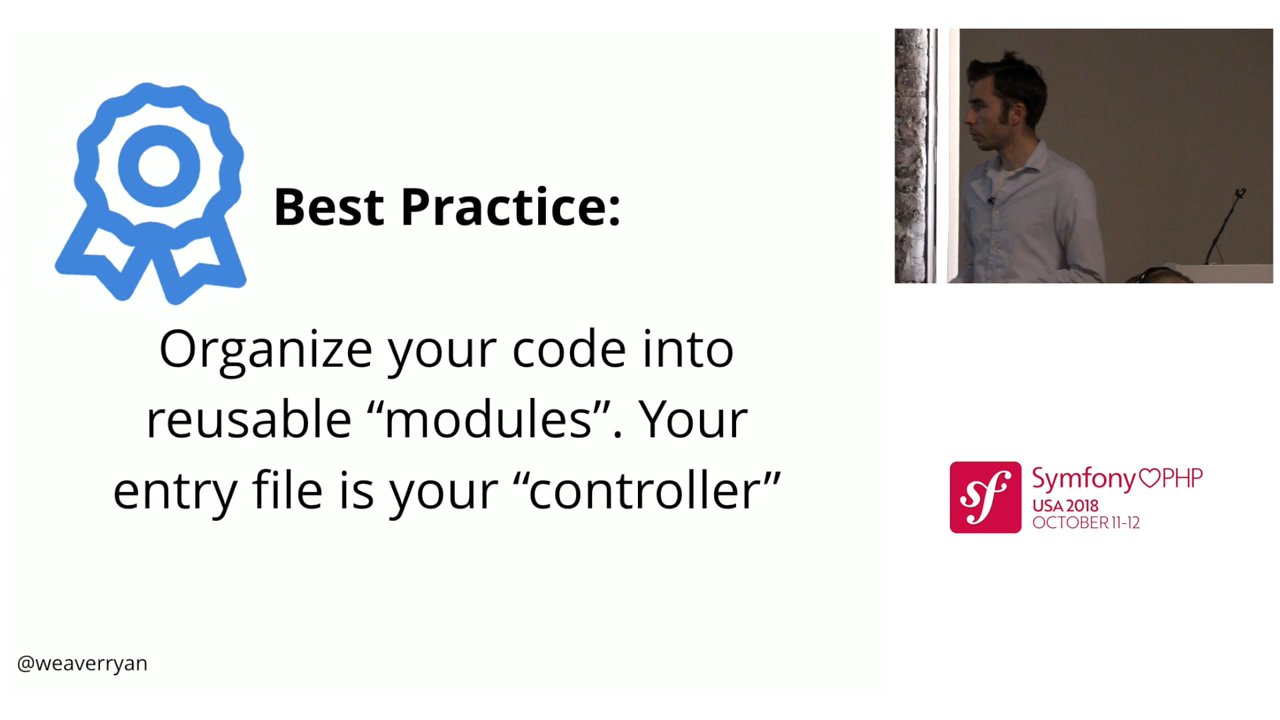 Best Practice:
Organize your code into
reusable “modules”. Your
entry file is your “controller”
@weaverryan
sf
Symfony♡PHP
USA 2018
OCTOBER 11-12